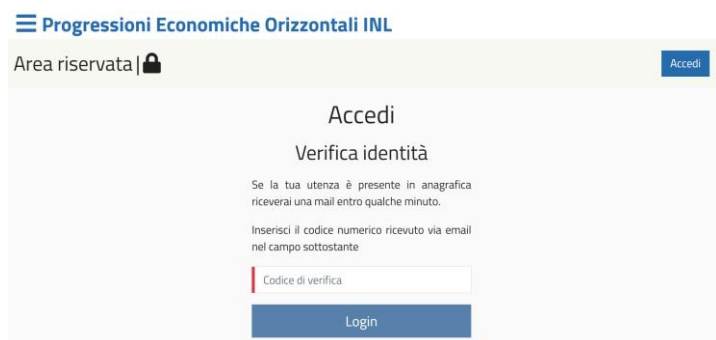 Progressioni Economiche Orizzontali INL
Area riservata |
Accedi
Accedi
Verifica identità
Se la tua utenza è presente in anagrafica
riceverai una mail entro qualche minuto.
Inserisci il codice numerico ricevuto via email
nel campo sottostante
Codice di verifica
Login